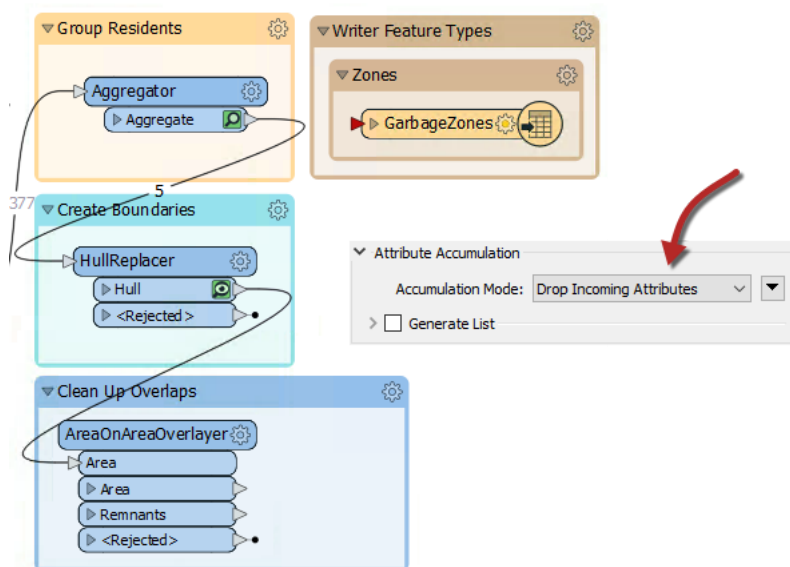 Group Residents
Aggregator
Aggregate
Writer Feature Types
Zones
GarbageZones
5
377
Create Boundaries
HullReplacer
Hull
<Rejected>
Attribute Accumulation
Accumulation Mode: Drop Incoming Attributes
Generate List
Clean Up Overlaps
AreaOnAreaOverlayer
Area
Area
Remnants
<Rejected>